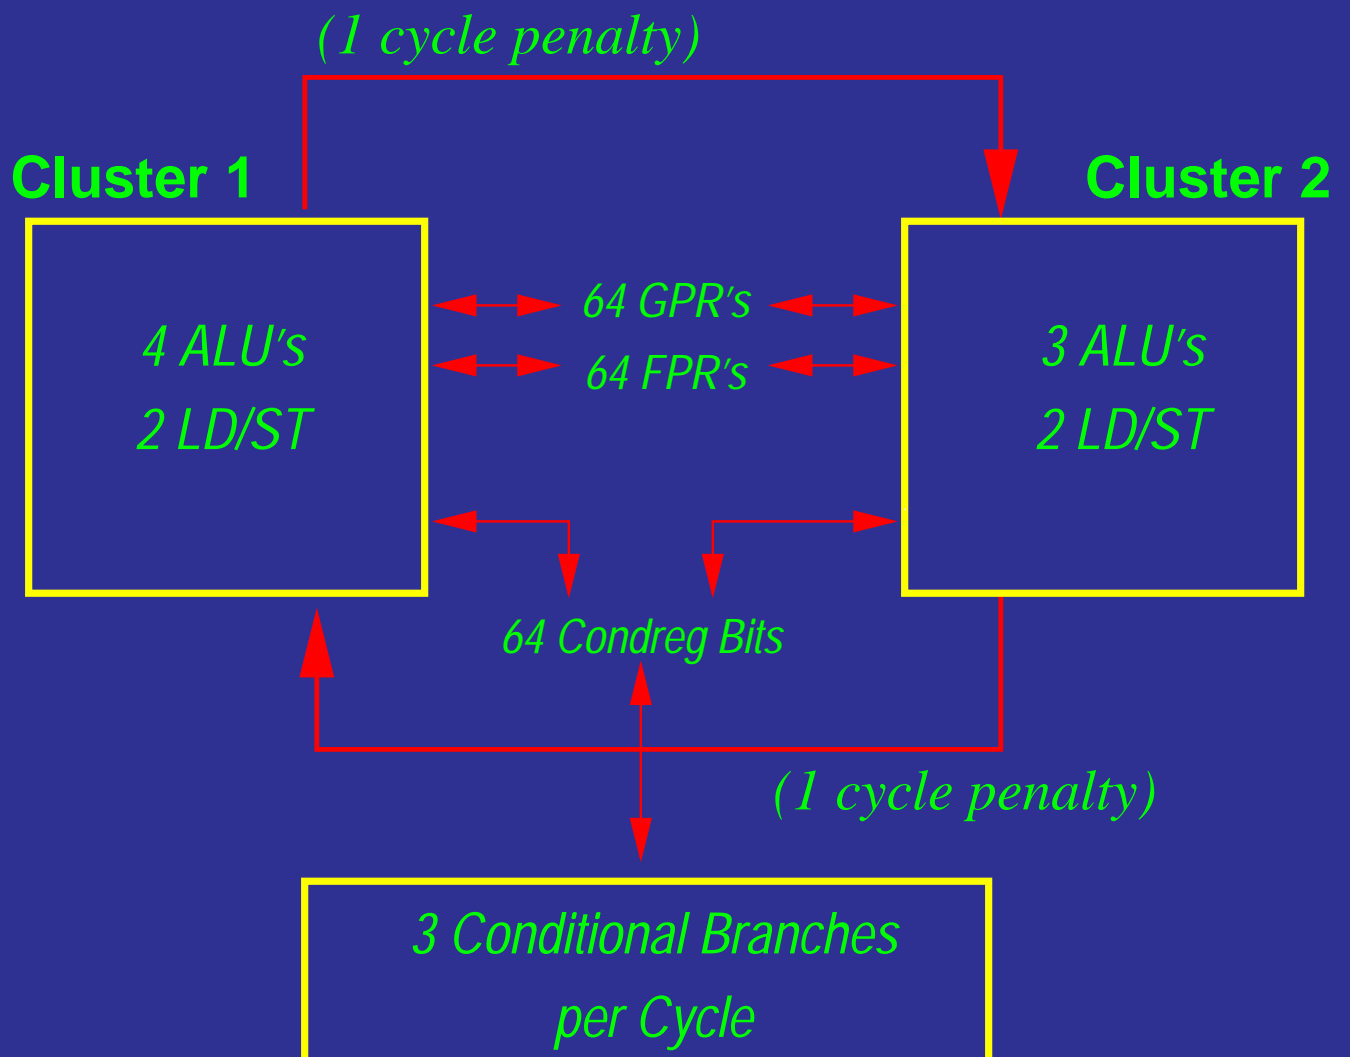 (1 cycle penalty)
Cluster 1
Cluster 2
64 GPR's
64 FPR's
4 ALU's
2 LD/ST
3 ALU's
2 LD/ST
64 Condreg Bits
(1 cycle penalty)
3 Conditional Branches
per Cycle